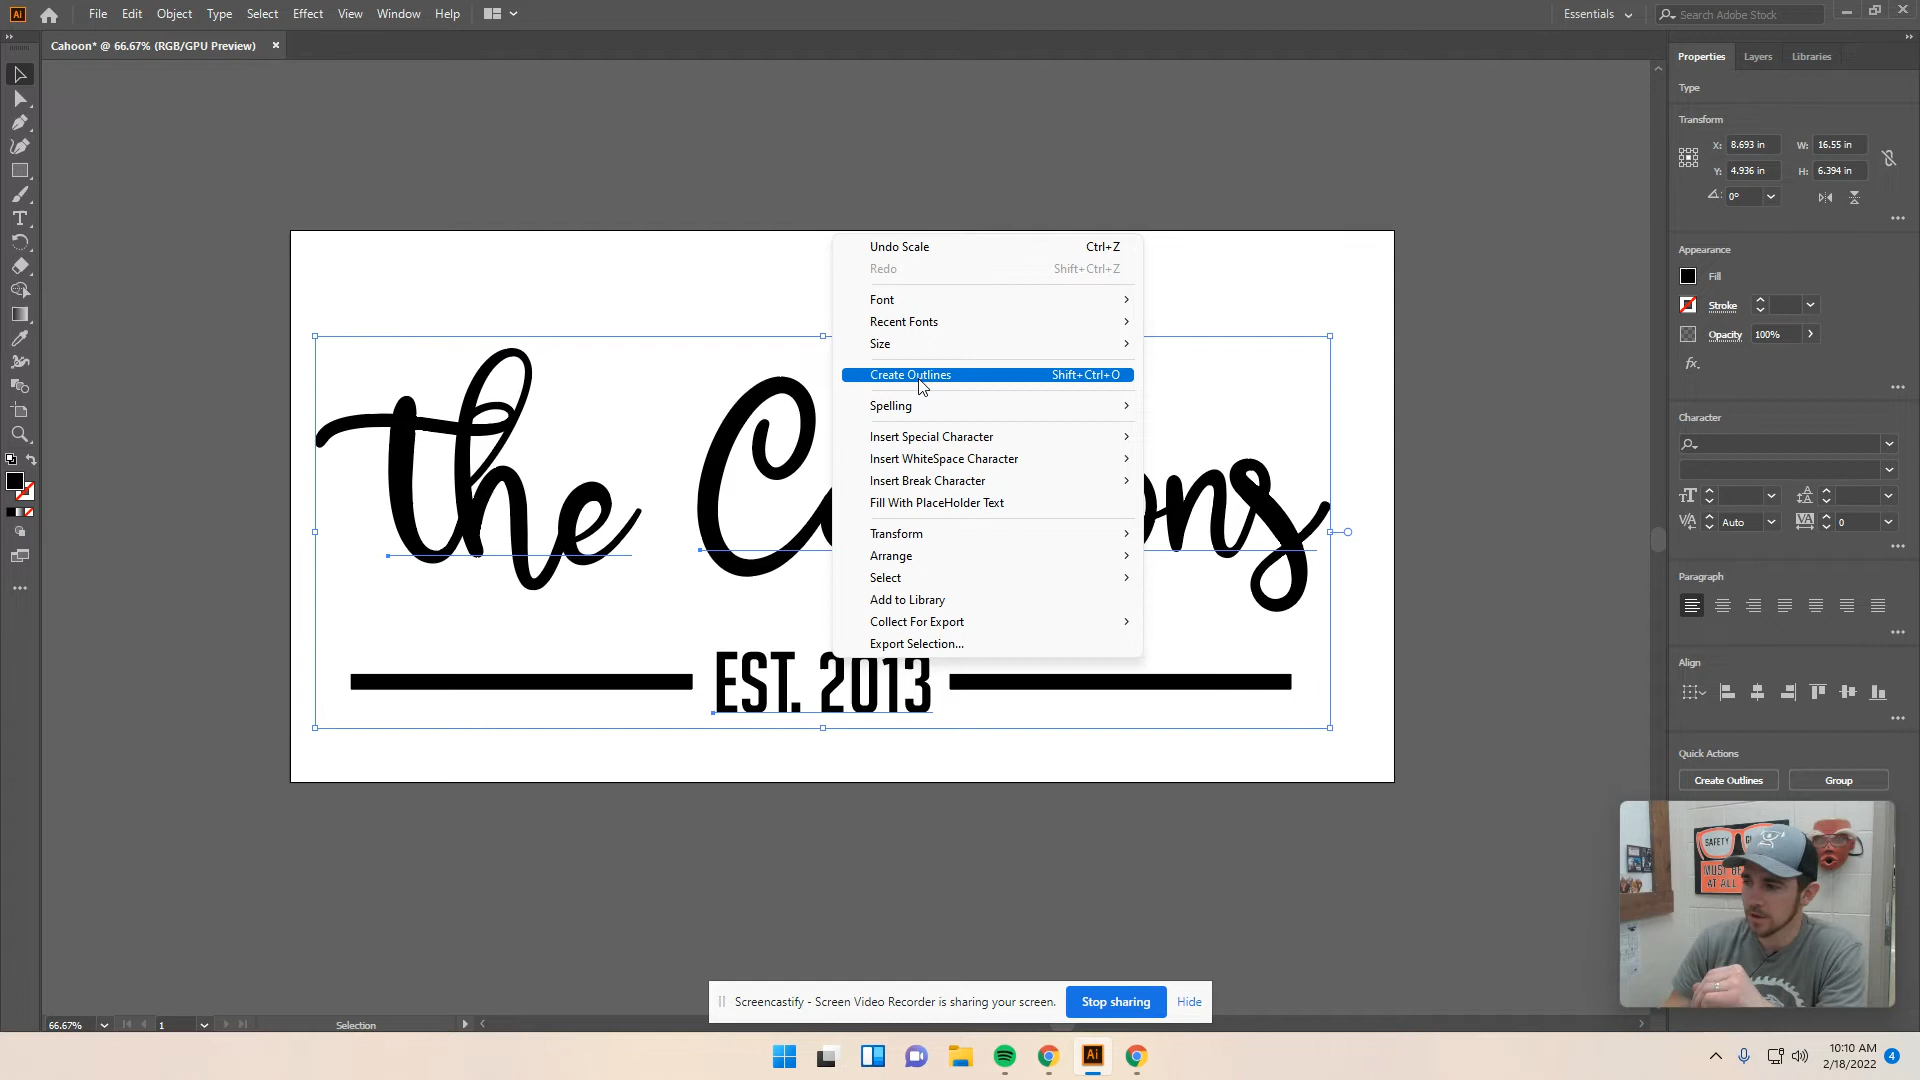 Ai File Edit Object Type Select Effect View Window Help Essentials Search Adobe Stock
Cahoon* @ 66.67% (RGB/GPU Preview)
Properties Layers Libraries
Type
Transform
X: 8.693 in W: 16.55 in
Y: 4.936 in H: 6.394 in
0°
Appearance
Fill
Stroke
Opacity 100%
fx.
Character
Auto 0
Paragraph
Align
Quick Actions
Create Outlines Group
Undo Scale Ctrl+Z
Redo Shift+Ctrl+Z
Font
Recent Fonts
Size
Create Outlines Shift+Ctrl+O
Spelling
Insert Special Character
Insert WhiteSpace Character
Insert Break Character
Fill With PlaceHolder Text
Transform
Arrange
Select
Add to Library
Collect For Export
Export Selection...
the C ons
EST. 2013
SAFETY
MUST BE
AT ALL
Screencastify - Screen Video Recorder is sharing your screen. Stop sharing Hide
66.67% 1 Selection
Ai
10:10 AM
2/18/2022 4